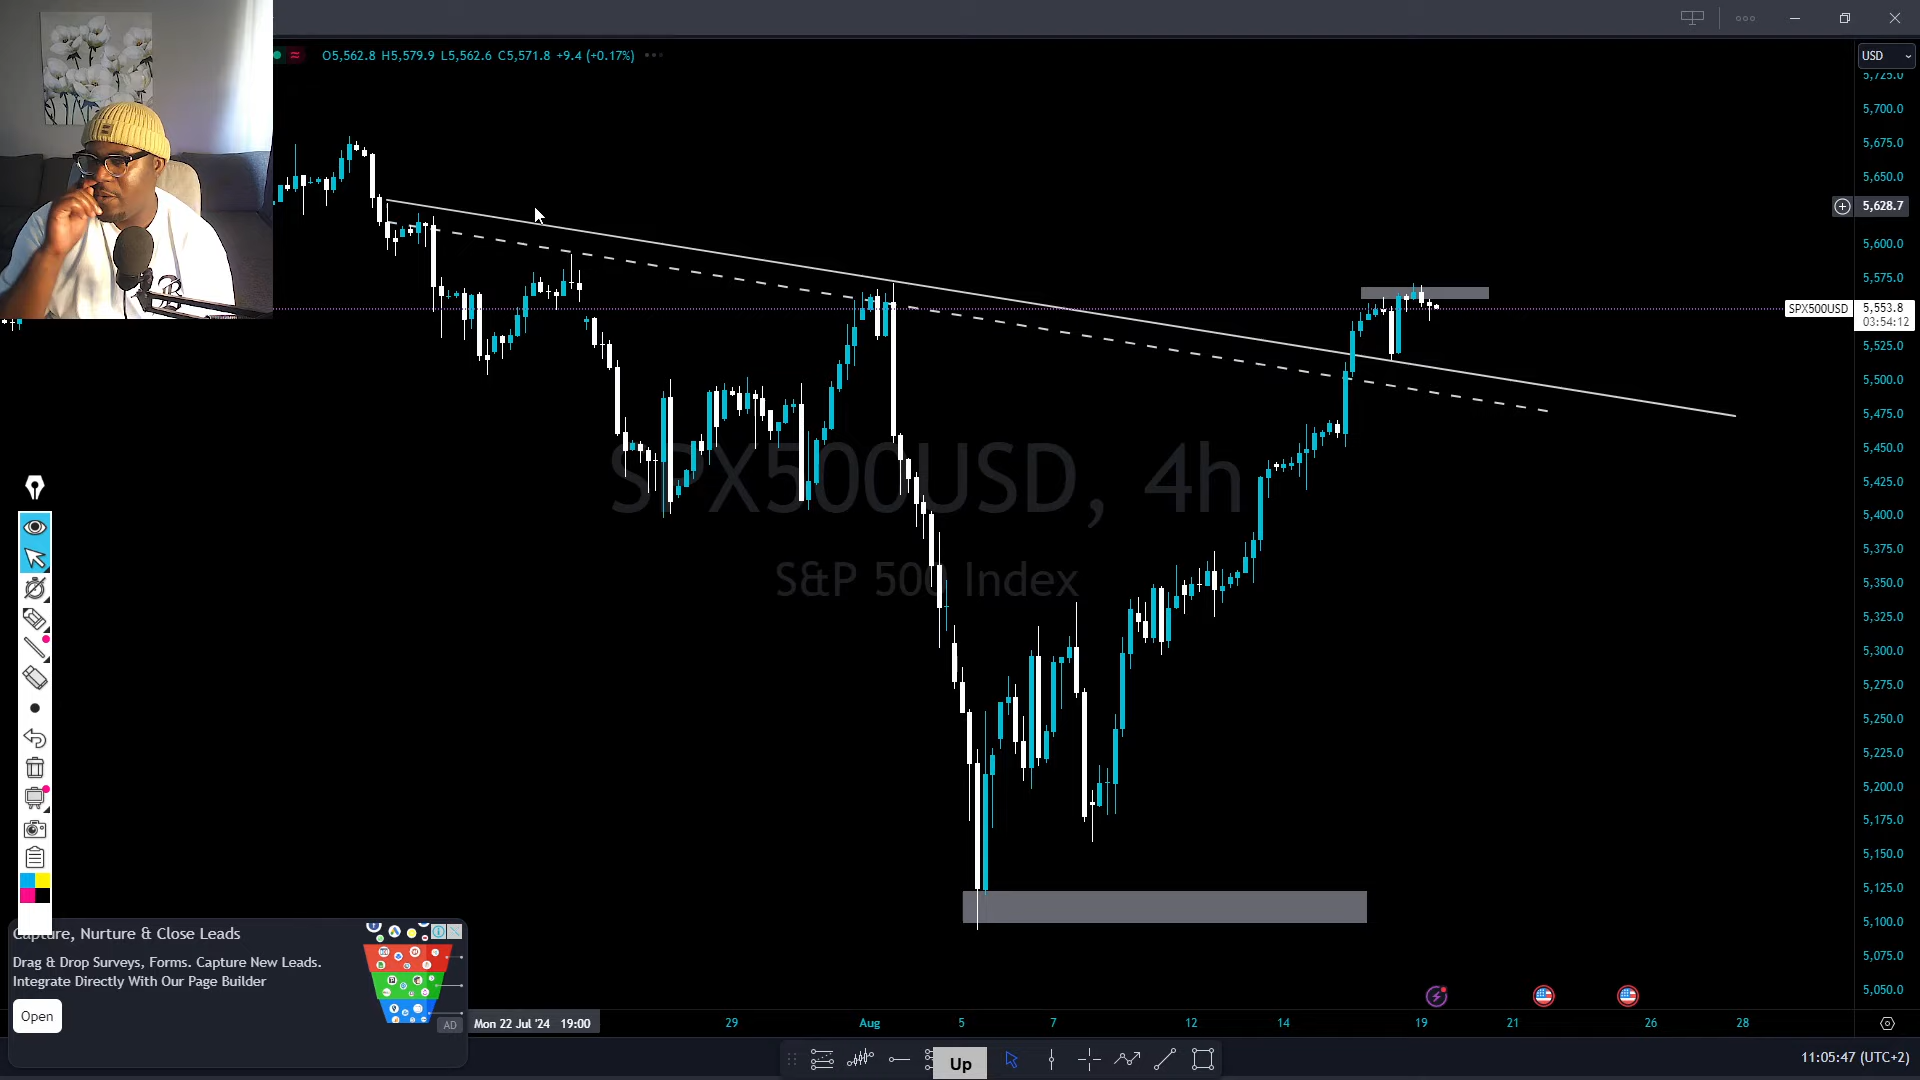 O5,562.8 H5,579.9 L5,562.6 C5,571.8 +9.4 (+0.17%)
USD
5,725.0
5,700.0
5,675.0
5,650.0
5,628.7
5,600.0
5,575.0
SPX500USD
5,553.8
03:54:12
5,525.0
5,500.0
5,475.0
5,450.0
5,425.0
5,400.0
5,375.0
5,350.0
5,325.0
5,300.0
5,275.0
5,250.0
5,225.0
5,200.0
5,175.0
5,150.0
5,125.0
5,100.0
5,075.0
5,050.0
SPX500USD, 4h
S&P 500 Index
Capture, Nurture & Close Leads
Drag & Drop Surveys, Forms. Capture New Leads.
Integrate Directly With Our Page Builder
Open
AD
Mon 22 Jul '24 19:00
29 Aug 5 7 12 14 19 21 26 28
Up
11:05:47 (UTC+2)